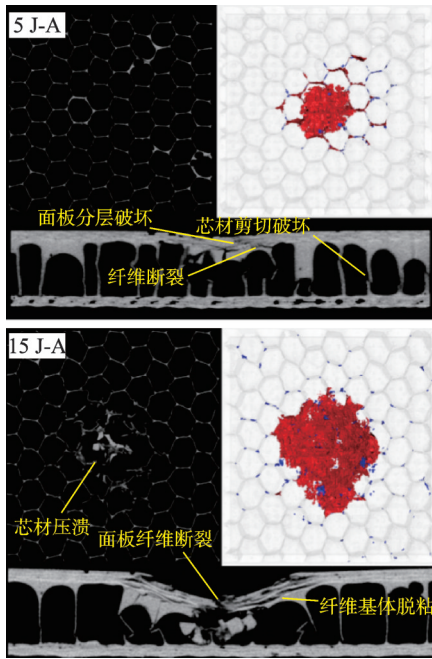 5 J-A
面板分层破坏
芯材剪切破坏
纤维断裂
15 J-A
芯材压溃
面板纤维断裂
纤维基体脱粘